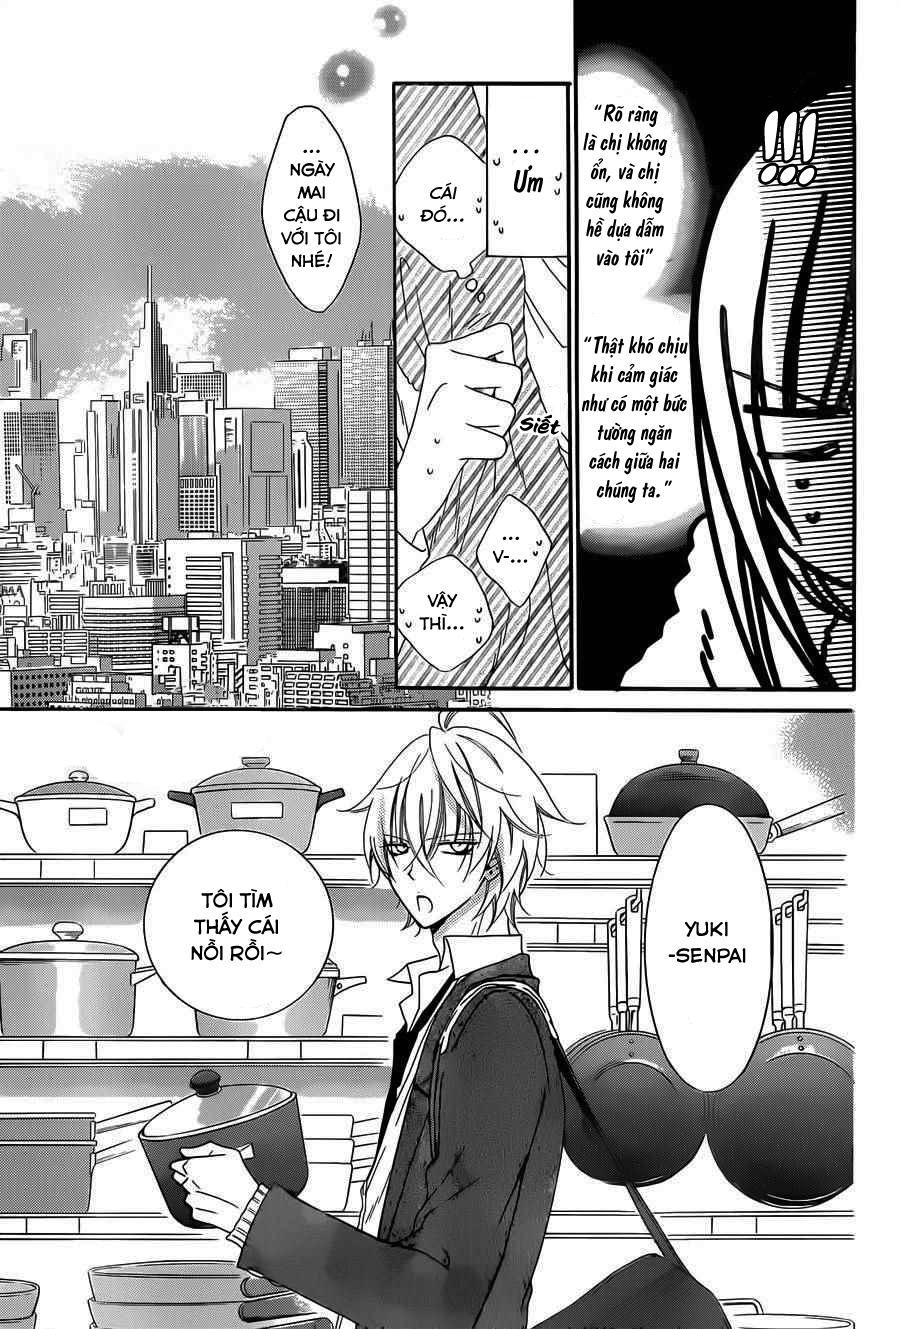 “Rõ ràng
là chị không
ổn, và chị
cũng không
hề dựa dẫm
vào tôi”
!!!
“Thật khó chịu
khi cảm giác
như có một bức
tường ngăn
cách giữa hai
chúng ta.”
...
Ưm
CÁI
ĐÓ...
Siết
...
V-...
VẬY
THÌ...
...
NGÀY
MAI
CẬU ĐI
VỚI TÔI
NHÉ!
YUKI
-SENPAI
TÔI TÌM
THẤY CÁI
NỒI RỒI~